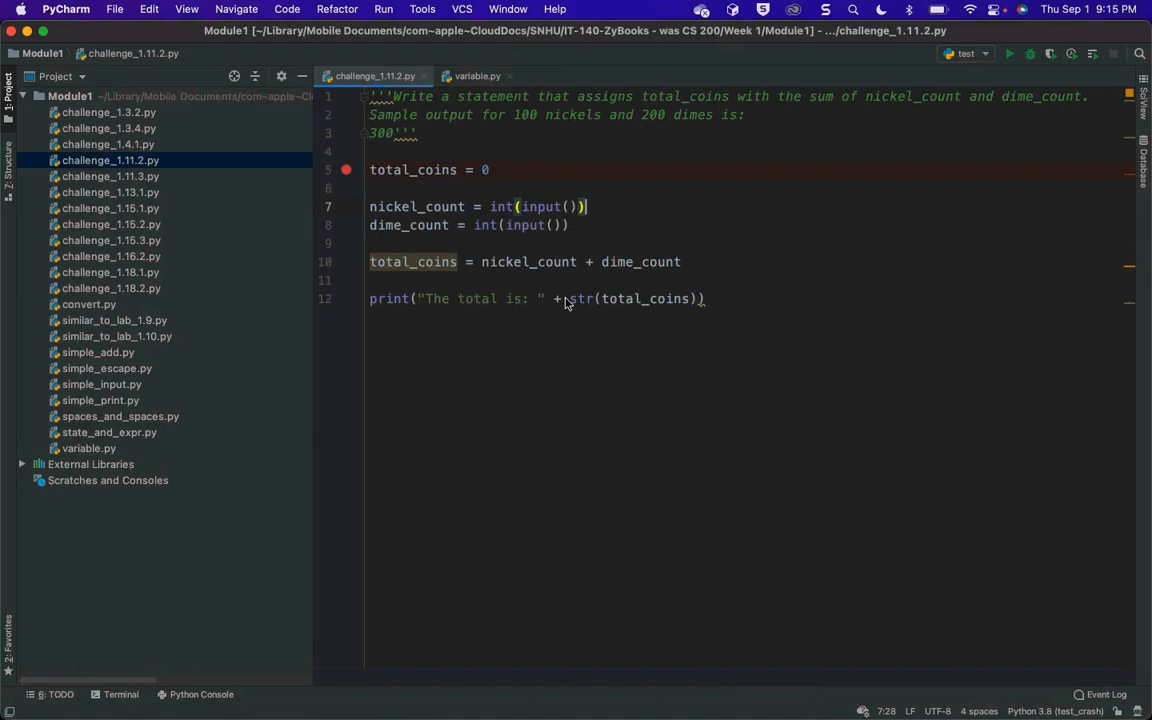 PyCharm File Edit View Navigate Code Refactor Run Tools VCS Window Help Thu Sep 1 9:15 PM
Module1 [~/Library/Mobile Documents/com~apple~CloudDocs/SNHU/IT-140-ZyBooks - was CS 200/Week 1/Module1] - .../challenge_1.11.2.py
Module1 challenge_1.11.2.py test
Project challenge_1.11.2.py variable.py
1: Project
Z: Structure
2: Favorites
SciView
Database
Module1 ~/Library/Mobile Documents/com~apple~Cl
challenge_1.3.2.py
challenge_1.3.4.py
challenge_1.4.1.py
challenge_1.11.2.py
challenge_1.11.3.py
challenge_1.13.1.py
challenge_1.15.1.py
challenge_1.15.2.py
challenge_1.15.3.py
challenge_1.16.2.py
challenge_1.18.1.py
challenge_1.18.2.py
convert.py
similar_to_lab_1.9.py
similar_to_lab_1.10.py
simple_add.py
simple_escape.py
simple_input.py
simple_print.py
spaces_and_spaces.py
state_and_expr.py
variable.py
External Libraries
Scratches and Consoles
1 '''Write a statement that assigns total_coins with the sum of nickel_count and dime_count.
2 Sample output for 100 nickels and 200 dimes is:
3 300'''
4
5 total_coins = 0
6
7 nickel_count = int(input())
8 dime_count = int(input())
9
10 total_coins = nickel_count + dime_count
11
12 print("The total is: " + str(total_coins))
6: TODO Terminal Python Console Event Log
7:28 LF UTF-8 4 spaces Python 3.8 (test_crash)